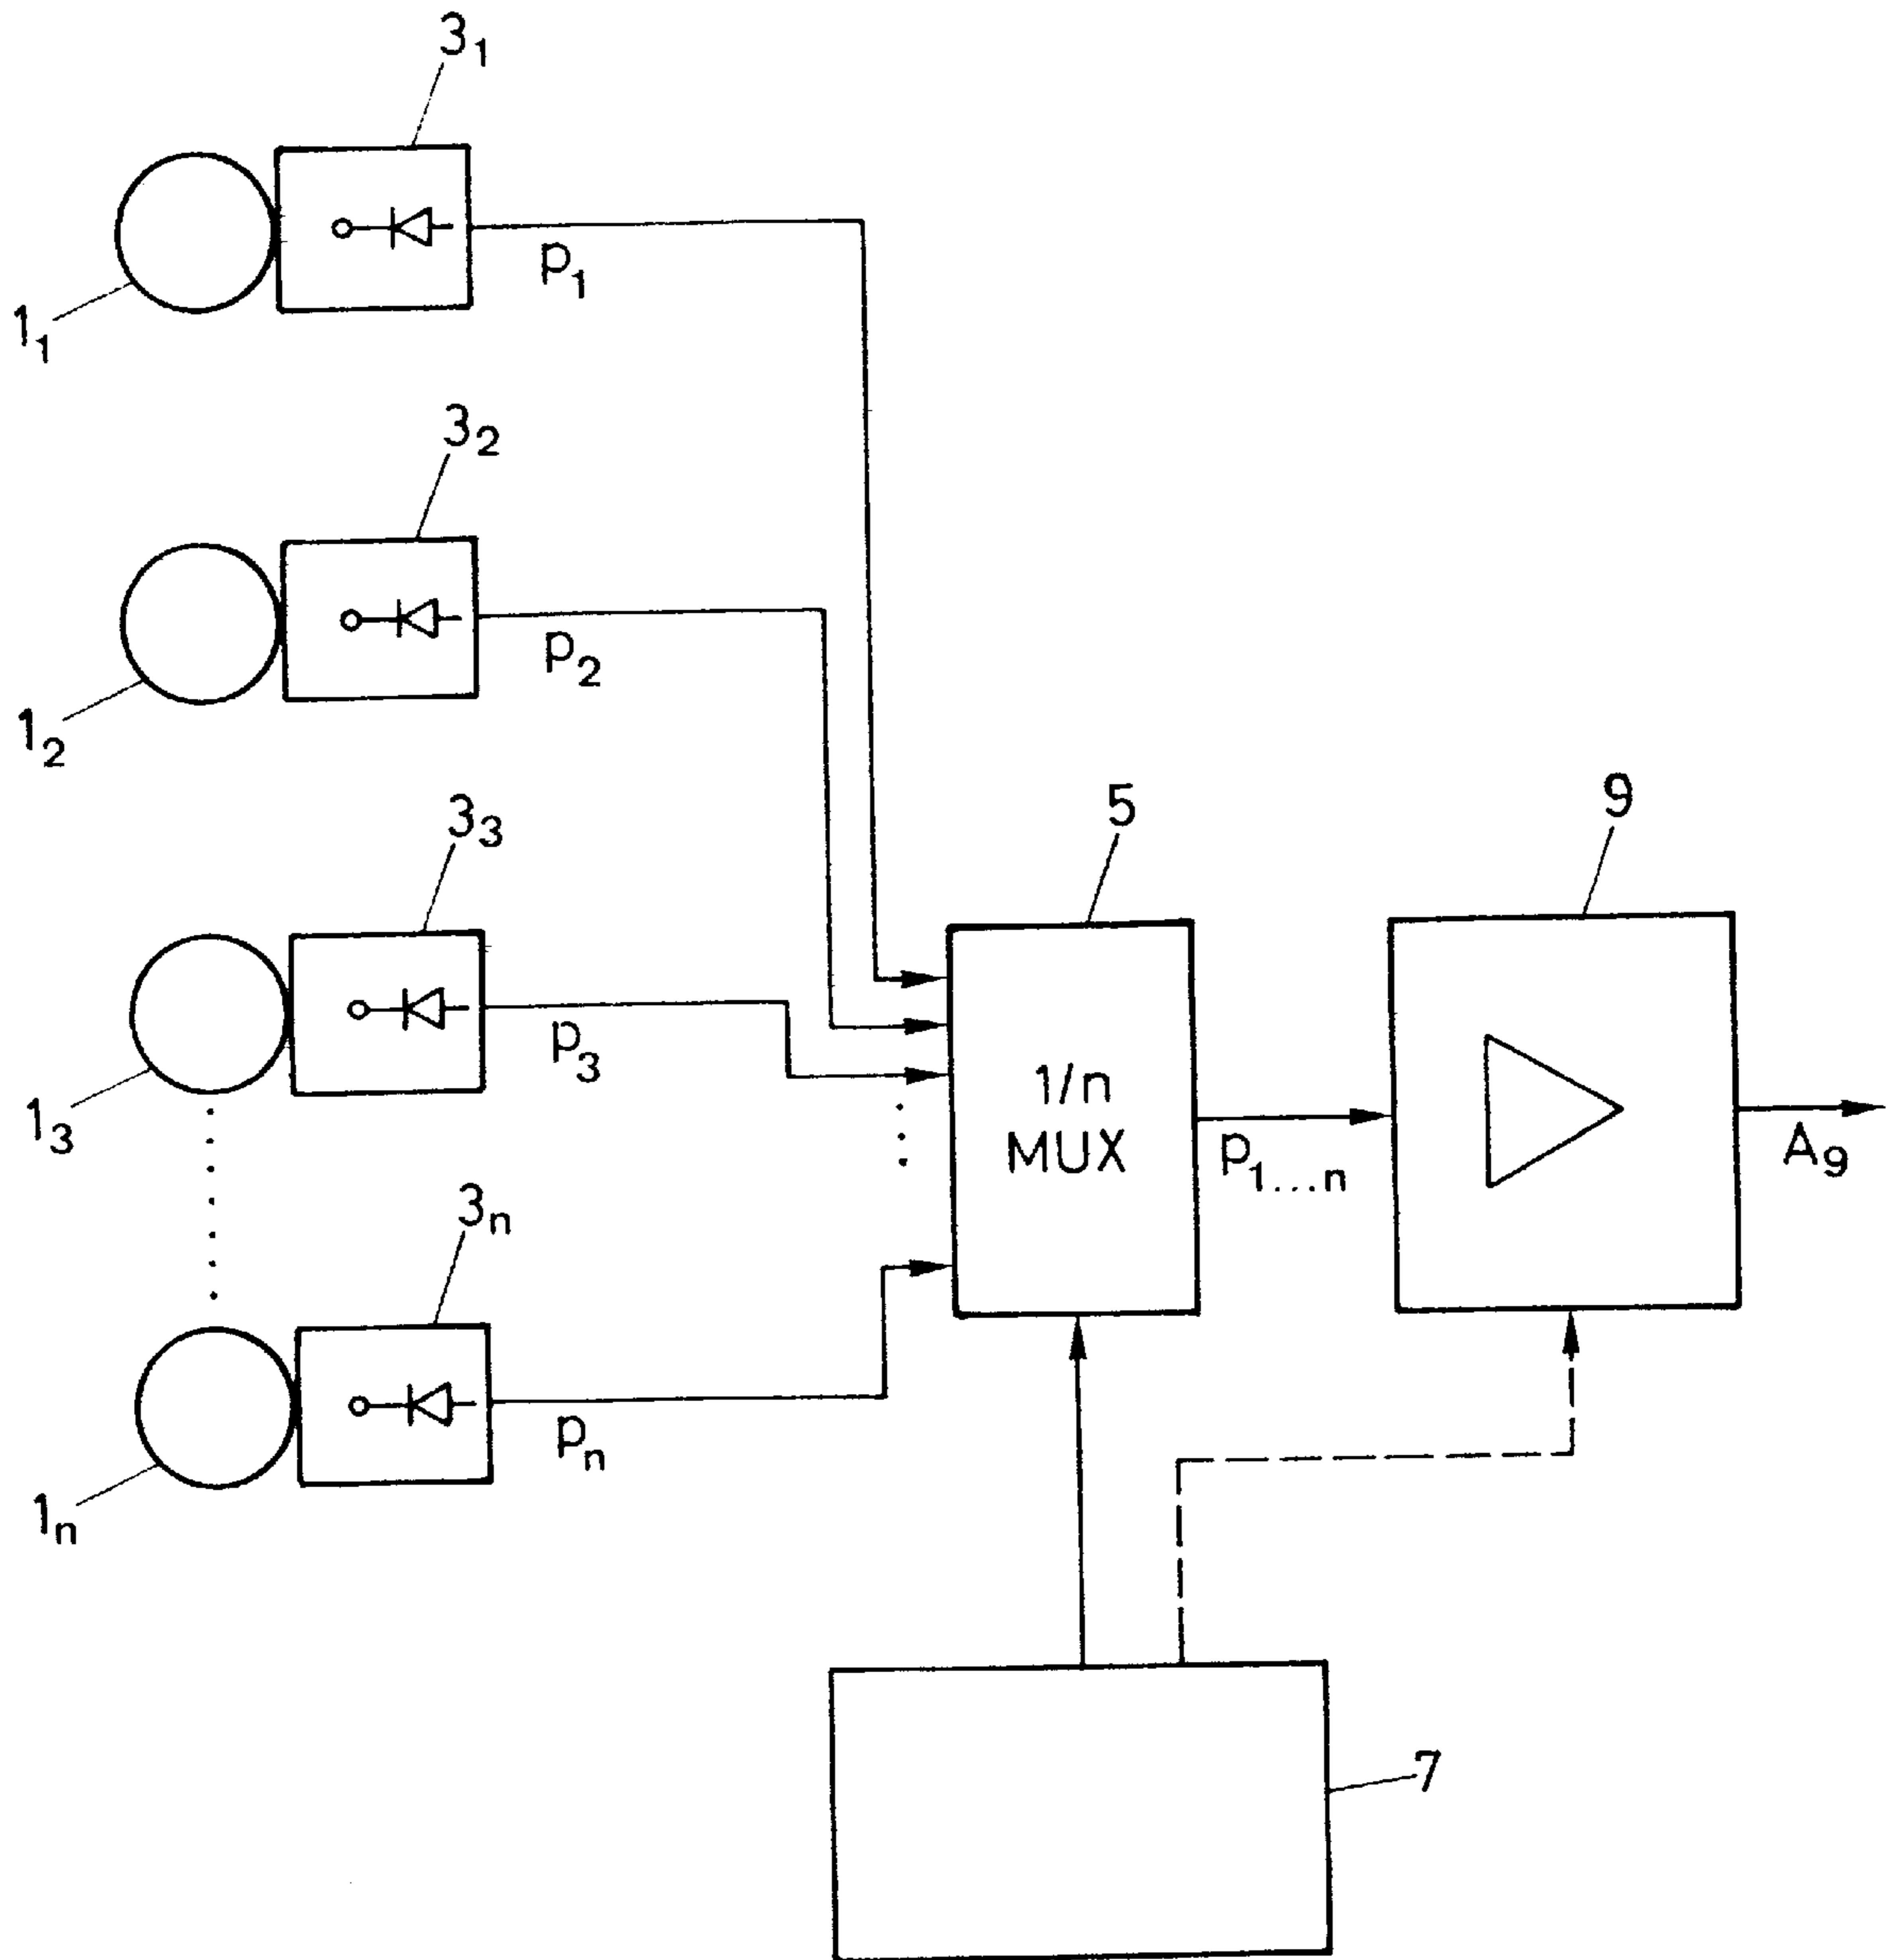 3₁
p₁
1₁
3₂
p₂
1₂
3₃
p₃
1₃
5
9
1/n
MUX
p₁...ₙ
A₉
3ₙ
pₙ
1ₙ
7